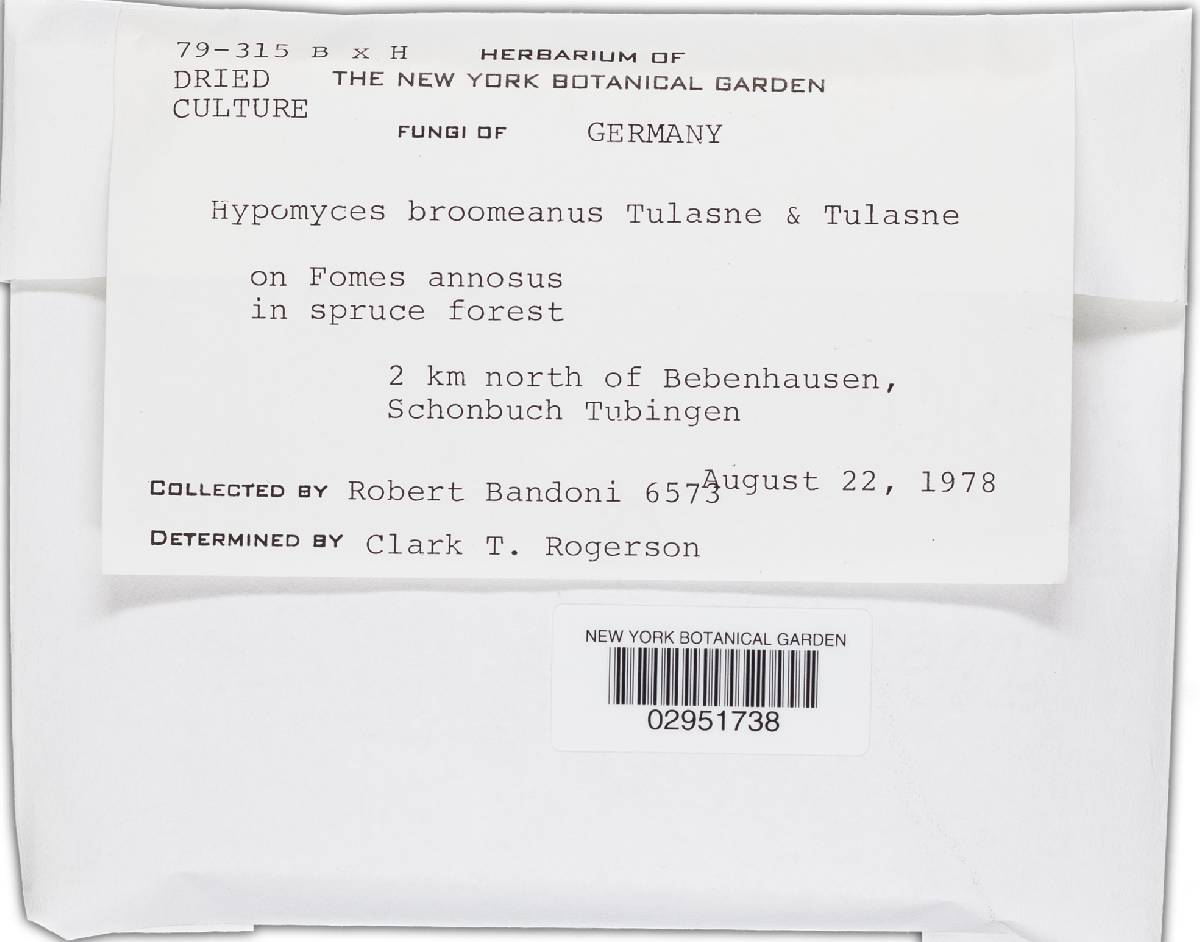 79-315 B x H HERBARIUM OF
DRIED THE NEW YORK BOTANICAL GARDEN
CULTURE
FUNGI OF GERMANY
Hypomyces broomeanus Tulasne & Tulasne
on Fomes annosus
in spruce forest
2 km north of Bebenhausen,
Schonbuch Tubingen
COLLECTED BY Robert Bandoni 6573 August 22, 1978
DETERMINED BY Clark T. Rogerson
NEW YORK BOTANICAL GARDEN
02951738